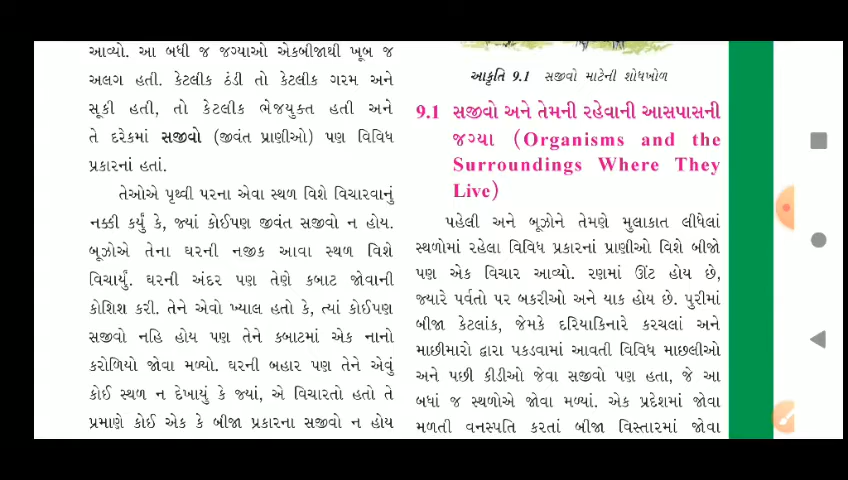 આવ્યો. આ બધી જ જગ્યાઓ એકબીજાથી ખૂબ જ
અલગ હતી. કેટલીક ઠંડી તો કેટલીક ગરમ અને
સૂકી હતી, તો કેટલીક ભેજયુક્ત હતી અને
તે દરેકમાં સજીવો (જીવંત પ્રાણીઓ) પણ વિવિધ
પ્રકારનાં હતાં.
તેઓએ પૃથ્વી પરના એવા સ્થળ વિશે વિચારવાનું
નક્કી કર્યું કે, જ્યાં કોઈપણ જીવંત સજીવો ન હોય.
બૂઝોએ તેના ઘરની નજીક આવા સ્થળ વિશે
વિચાર્યું. ઘરની અંદર પણ તેણે કબાટ જોવાની
કોશિશ કરી. તેને એવો ખ્યાલ હતો કે, ત્યાં કોઈપણ
સજીવો નહિ હોય પણ તેને કબાટમાં એક નાનો
કરોળિયો જોવા મળ્યો. ઘરની બહાર પણ તેને એવું
કોઈ સ્થળ ન દેખાયું કે જ્યાં, એ વિચારતો હતો તે
પ્રમાણે કોઈ એક કે બીજા પ્રકારના સજીવો ન હોય
આકૃતિ 9.1 સજીવો માટેની શોધખોળ
9.1 સજીવો અને તેમની રહેવાની આસપાસની
જગ્યા (Organisms and the
Surroundings Where They
Live)
પહેલી અને બૂઝોને તેમણે મુલાકાત લીધેલાં
સ્થળોમાં રહેલા વિવિધ પ્રકારનાં પ્રાણીઓ વિશે બીજો
પણ એક વિચાર આવ્યો. રણમાં ઊંટ હોય છે,
જ્યારે પર્વતો પર બકરીઓ અને યાક હોય છે. પુરીમાં
બીજા કેટલાંક, જેમકે દરિયાકિનારે કરચલાં અને
માછીમારો દ્વારા પકડવામાં આવતી વિવિધ માછલીઓ
અને પછી કીડીઓ જેવા સજીવો પણ હતા, જે આ
બધાં જ સ્થળોએ જોવા મળ્યાં. એક પ્રદેશમાં જોવા
મળતી વનસ્પતિ કરતાં બીજા વિસ્તારમાં જોવા